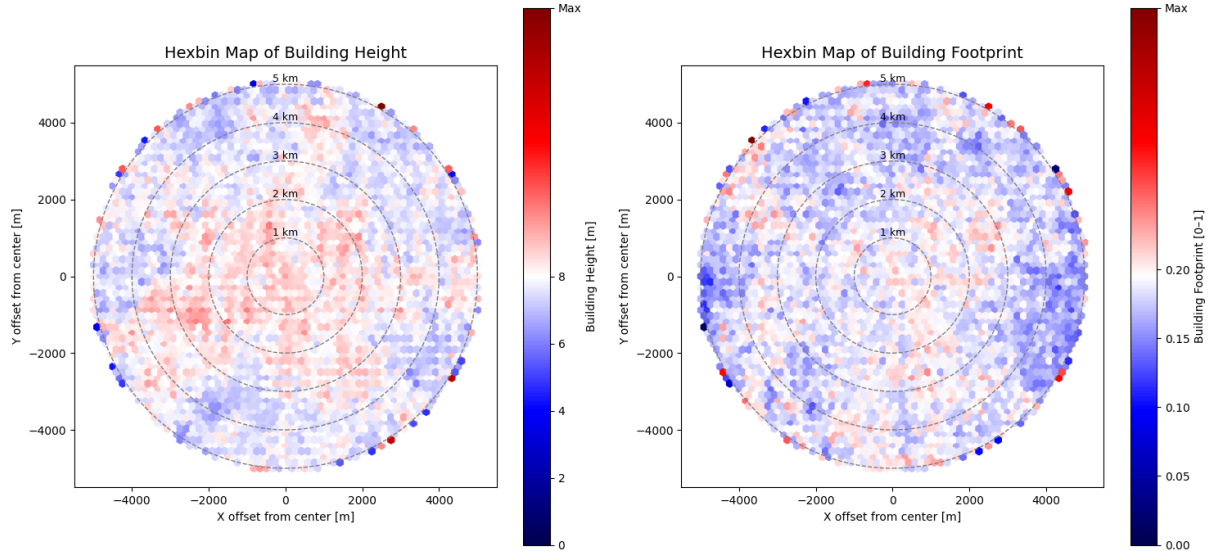 Hexbin Map of Building Height
5 km
4 km
3 km
2 km
1 km
4000
2000
0
−2000
−4000
Y offset from center [m]
−4000
−2000
0
2000
4000
X offset from center [m]
Max
8
6
4
2
0
Building Height [m]
Hexbin Map of Building Footprint
5 km
4 km
3 km
2 km
1 km
4000
2000
0
−2000
−4000
Y offset from center [m]
−4000
−2000
0
2000
4000
X offset from center [m]
Max
0.20
0.15
0.10
0.05
0.00
Building Footprint [0-1]